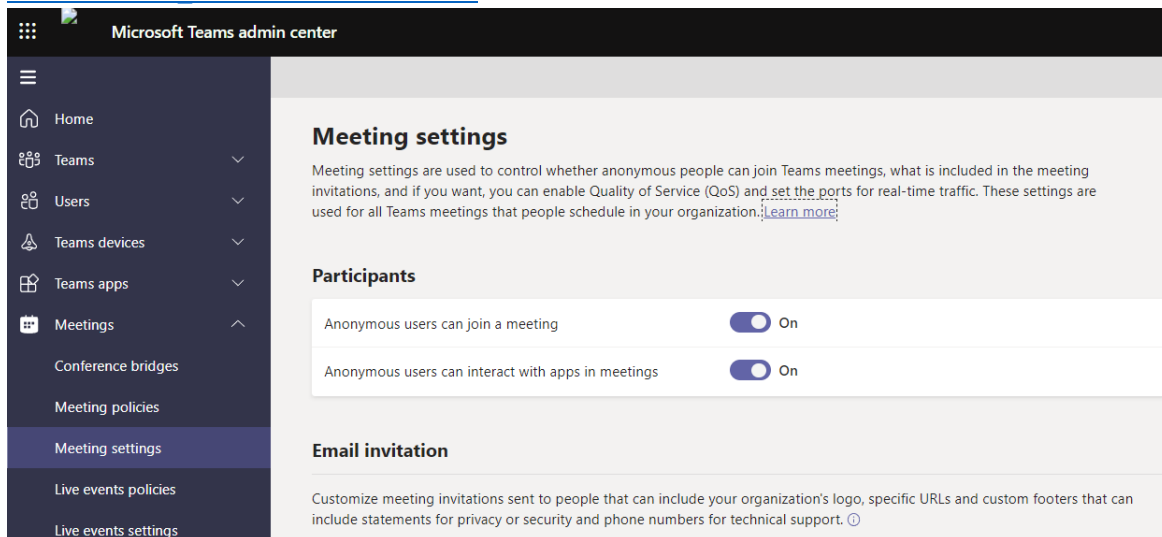 Microsoft Teams admin center
Home
Teams
Users
Teams devices
Teams apps
Meetings
Conference bridges
Meeting policies
Meeting settings
Live events policies
Live events settings
Meeting settings
Meeting settings are used to control whether anonymous people can join Teams meetings, what is included in the meeting
invitations, and if you want, you can enable Quality of Service (QoS) and set the ports for real-time traffic. These settings are
used for all Teams meetings that people schedule in your organization. Learn more
Participants
Anonymous users can join a meeting On
Anonymous users can interact with apps in meetings On
Email invitation
Customize meeting invitations sent to people that can include your organization's logo, specific URLs and custom footers that can
include statements for privacy or security and phone numbers for technical support.